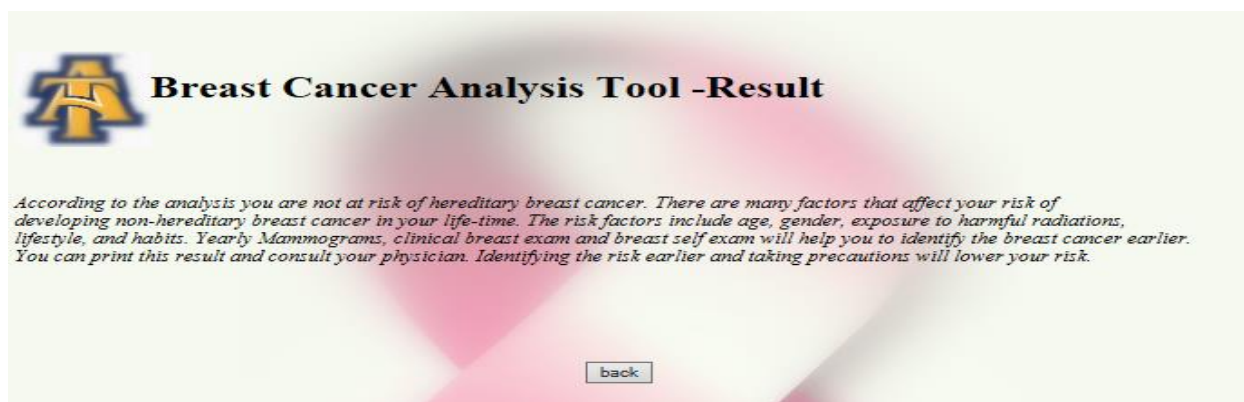 Breast Cancer Analysis Tool -Result
According to the analysis you are not at risk of hereditary breast cancer. There are many factors that affect your risk of
developing non-hereditary breast cancer in your life-time. The risk factors include age, gender, exposure to harmful radiations,
lifestyle, and habits. Yearly Mammograms, clinical breast exam and breast self exam will help you to identify the breast cancer earlier.
You can print this result and consult your physician. Identifying the risk earlier and taking precautions will lower your risk.
back